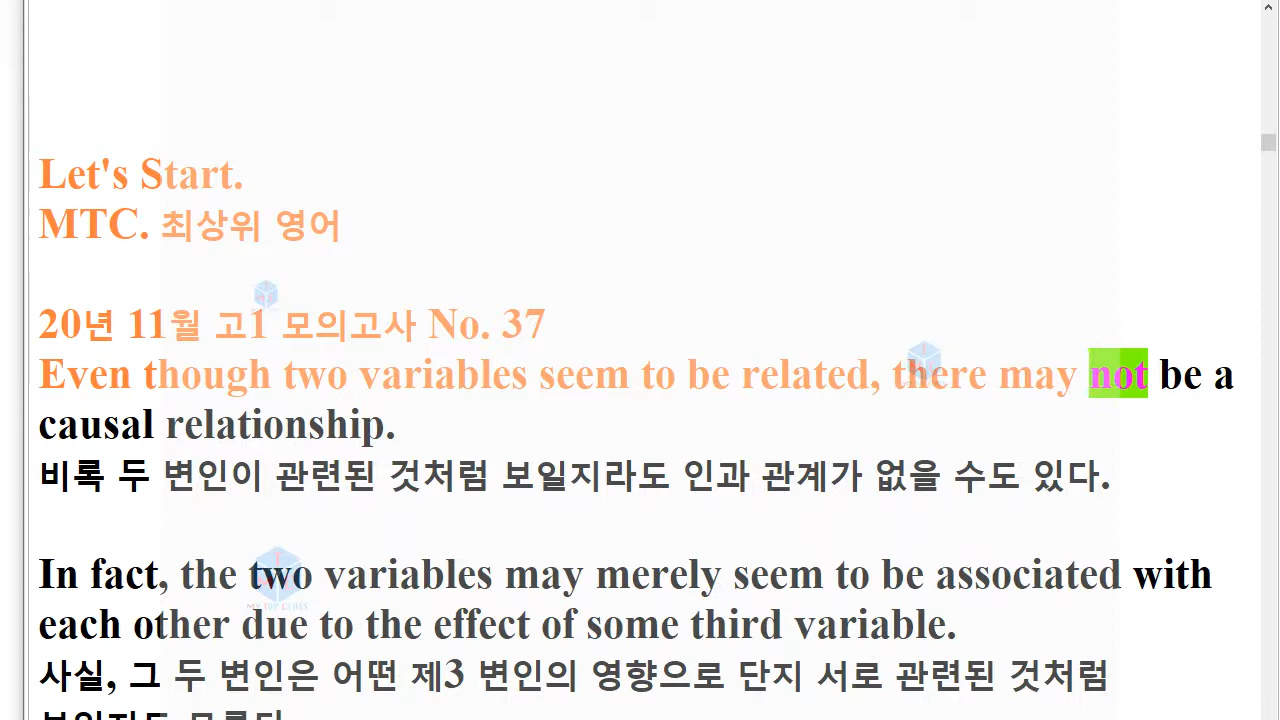 Let's Start.
MTC. 최상위 영어
20년 11월 고1 모의고사 No. 37
Even though two variables seem to be related, there may not be a
causal relationship.
비록 두 변인이 관련된 것처럼 보일지라도 인과 관계가 없을 수도 있다.
In fact, the two variables may merely seem to be associated with
each other due to the effect of some third variable.
사실, 그 두 변인은 어떤 제3 변인의 영향으로 단지 서로 관련된 것처럼